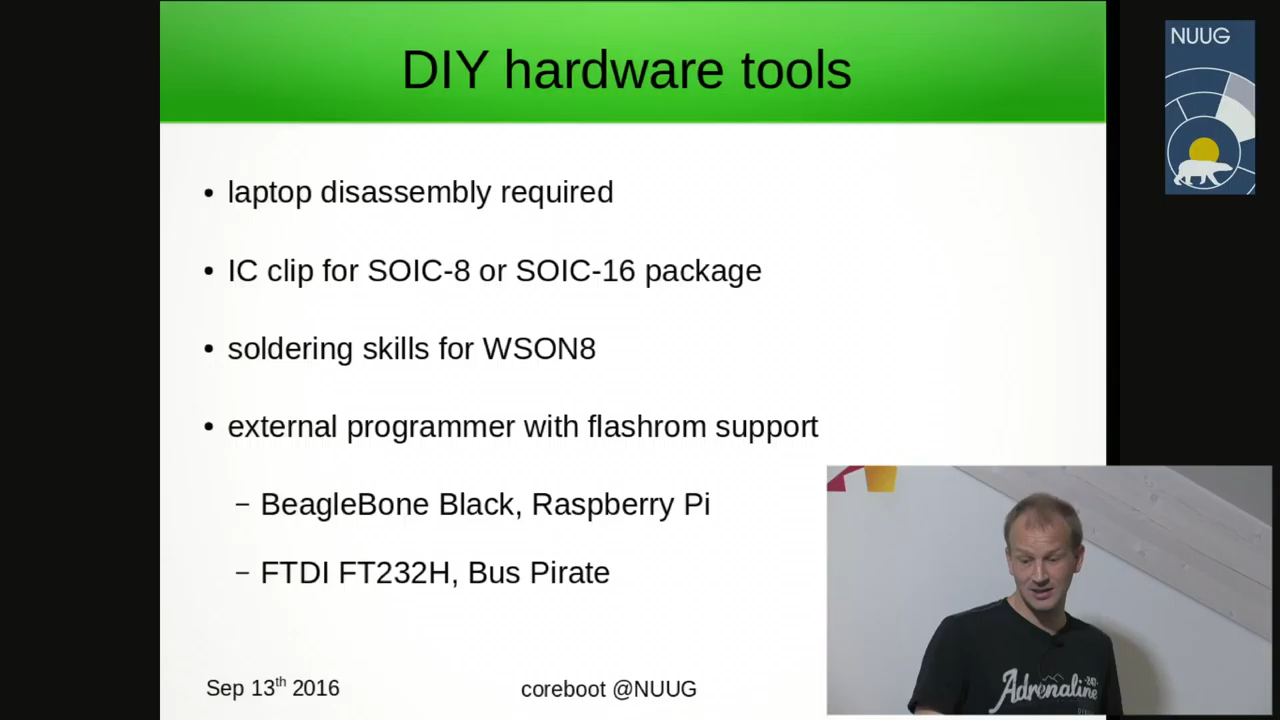 DIY hardware tools
NUUG
• laptop disassembly required
• IC clip for SOIC-8 or SOIC-16 package
• soldering skills for WSON8
• external programmer with flashrom support
– BeagleBone Black, Raspberry Pi
– FTDI FT232H, Bus Pirate
Adrenaline
Sep 13th 2016
coreboot @NUUG